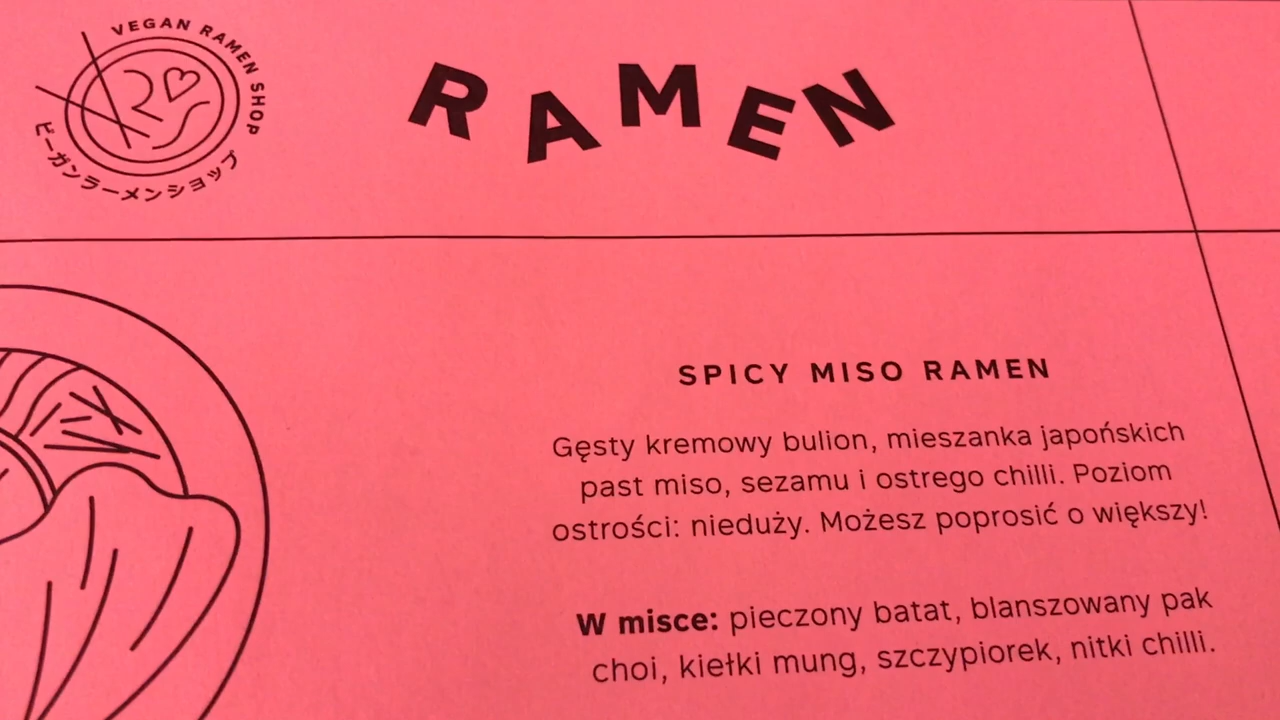 VEGAN RAMEN SHOP
ビーガンラーメンショップ
RAMEN
SPICY MISO RAMEN
Gęsty kremowy bulion, mieszanka japońskich
past miso, sezamu i ostrego chilli. Poziom
ostrości: nieduży. Możesz poprosić o większy!
W misce: pieczony batat, blanszowany pak
choi, kiełki mung, szczypiorek, nitki chilli.